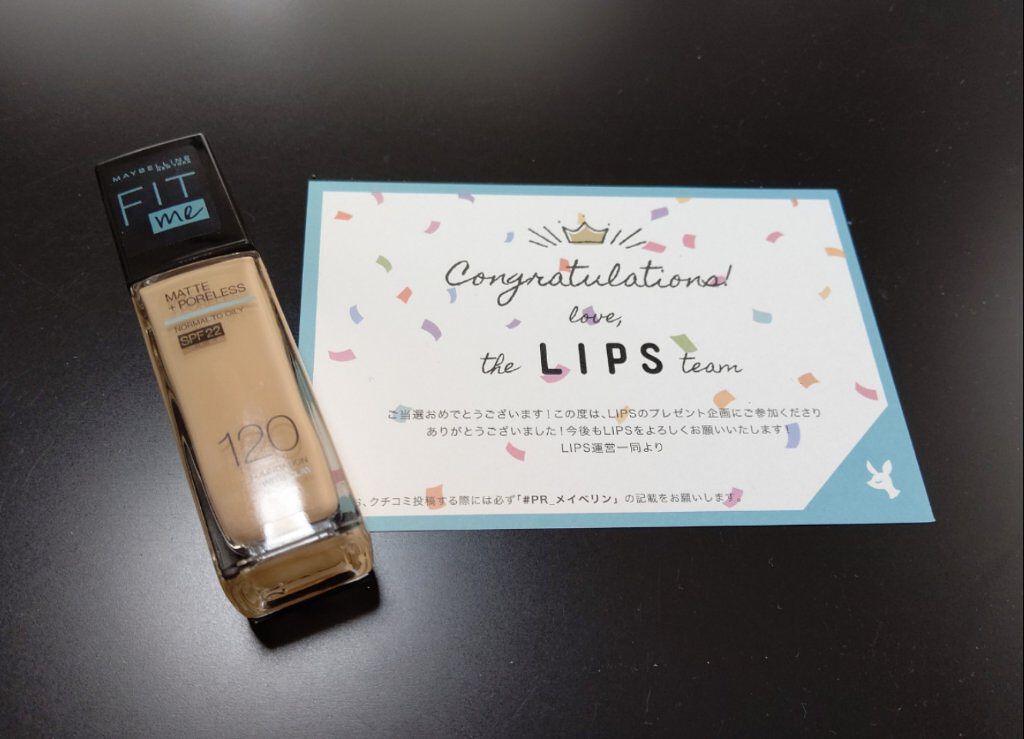 MAYBELLINE
NEW YORK
FIT
me
MATTE
+ PORELESS
NORMAL TO OILY
SPF 22
120
Congratulations!
love,
the LIPS team
ご当選おめでとうございます！この度は、LIPSのプレゼント企画にご参加くださり
ありがとうございました！今後もLIPSをよろしくお願いいたします！
LIPS運営一同より
、クチコミ投稿する際には必ず「#PR_メイベリン」の記載をお願いします。